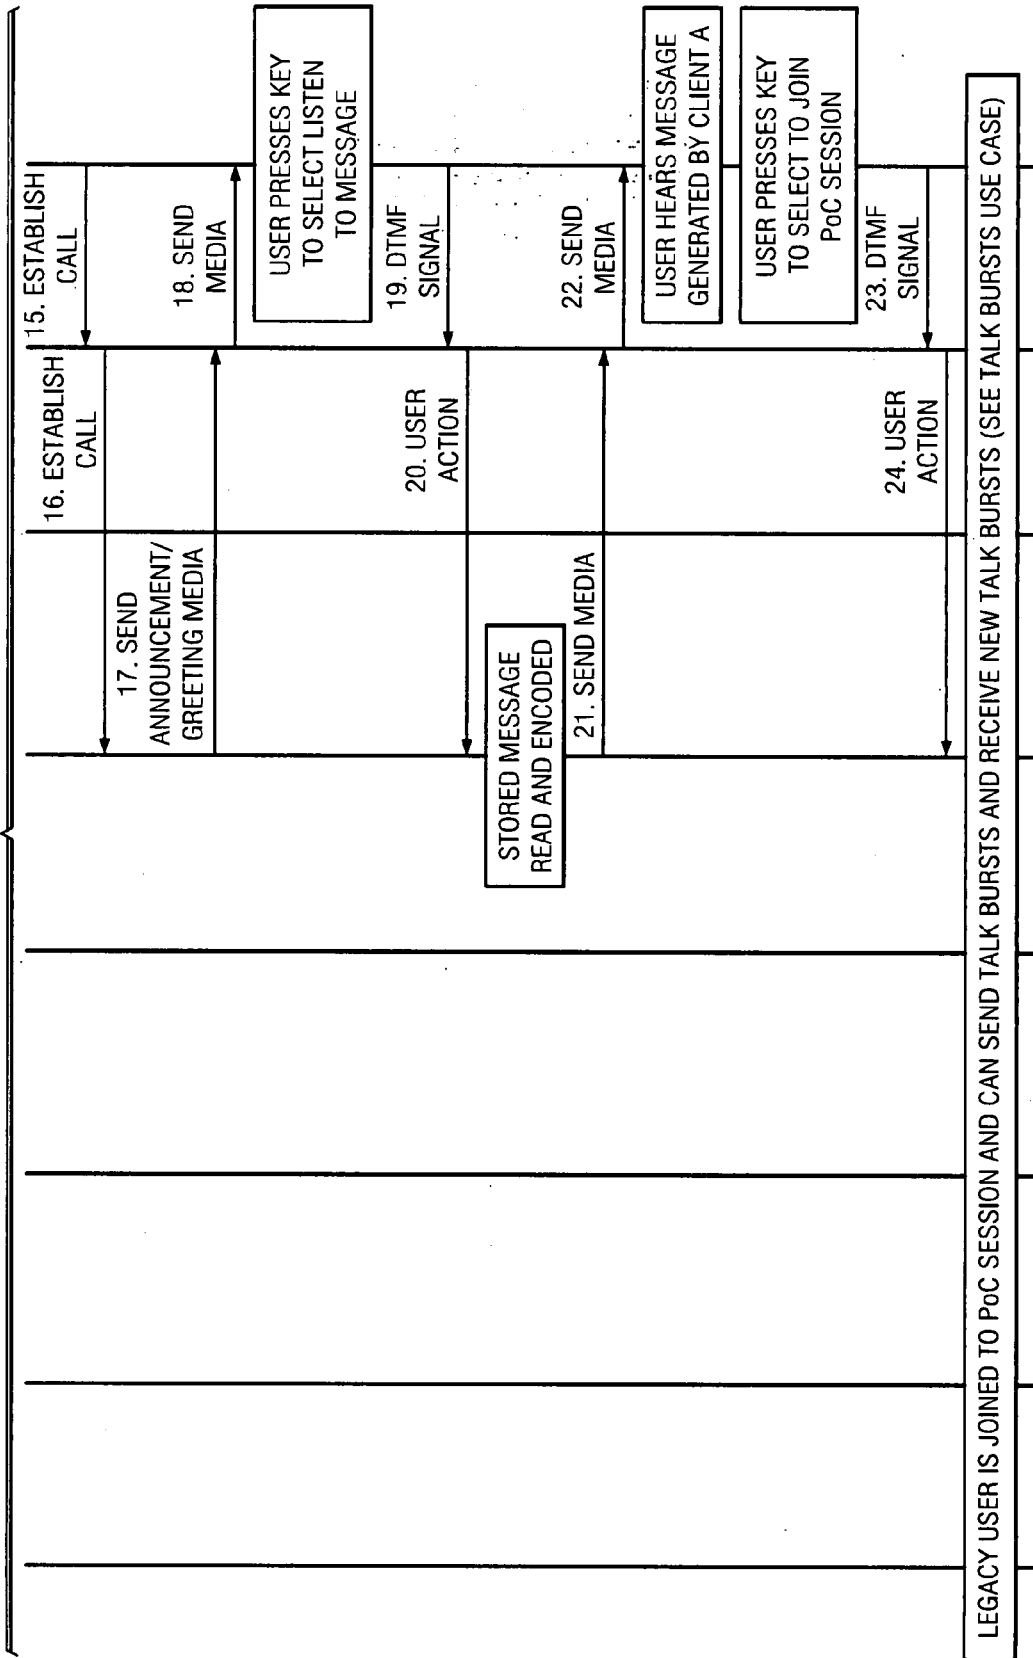 15. ESTABLISH
CALL
16. ESTABLISH
CALL
17. SEND
ANNOUNCEMENT/
GREETING MEDIA
18. SEND
MEDIA
USER PRESSES KEY
TO SELECT LISTEN
TO MESSAGE
19. DTMF
SIGNAL
20. USER
ACTION
STORED MESSAGE
READ AND ENCODED
21. SEND MEDIA
22. SEND
MEDIA
USER HEARS MESSAGE
GENERATED BY CLIENT A
USER PRESSES KEY
TO SELECT TO JOIN
PoC SESSION
23. DTMF
SIGNAL
24. USER
ACTION
LEGACY USER IS JOINED TO PoC SESSION AND CAN SEND TALK BURSTS AND RECEIVE NEW TALK BURSTS (SEE TALK BURSTS USE CASE)